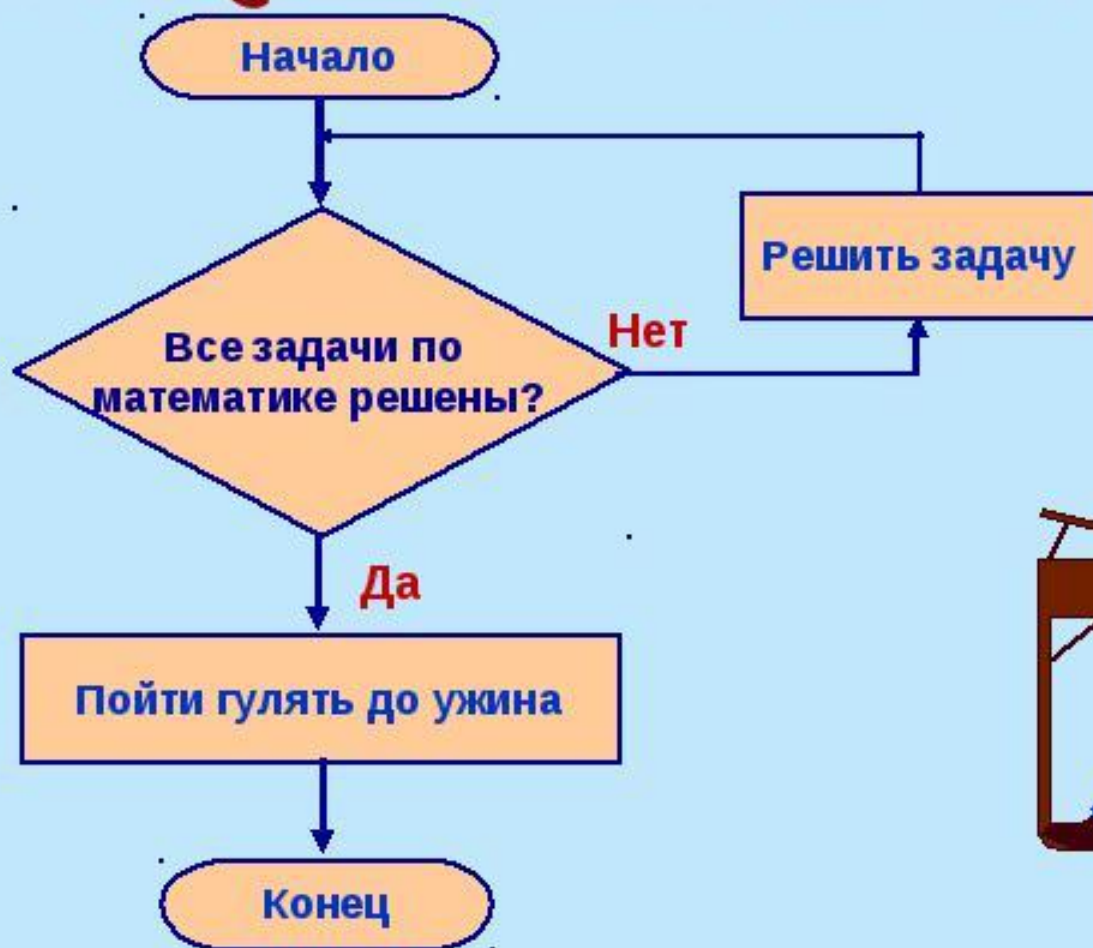 Начало
Решить задачу
Нет
Все задачи по
математике решены?
Да
Пойти гулять до ужина
Конец